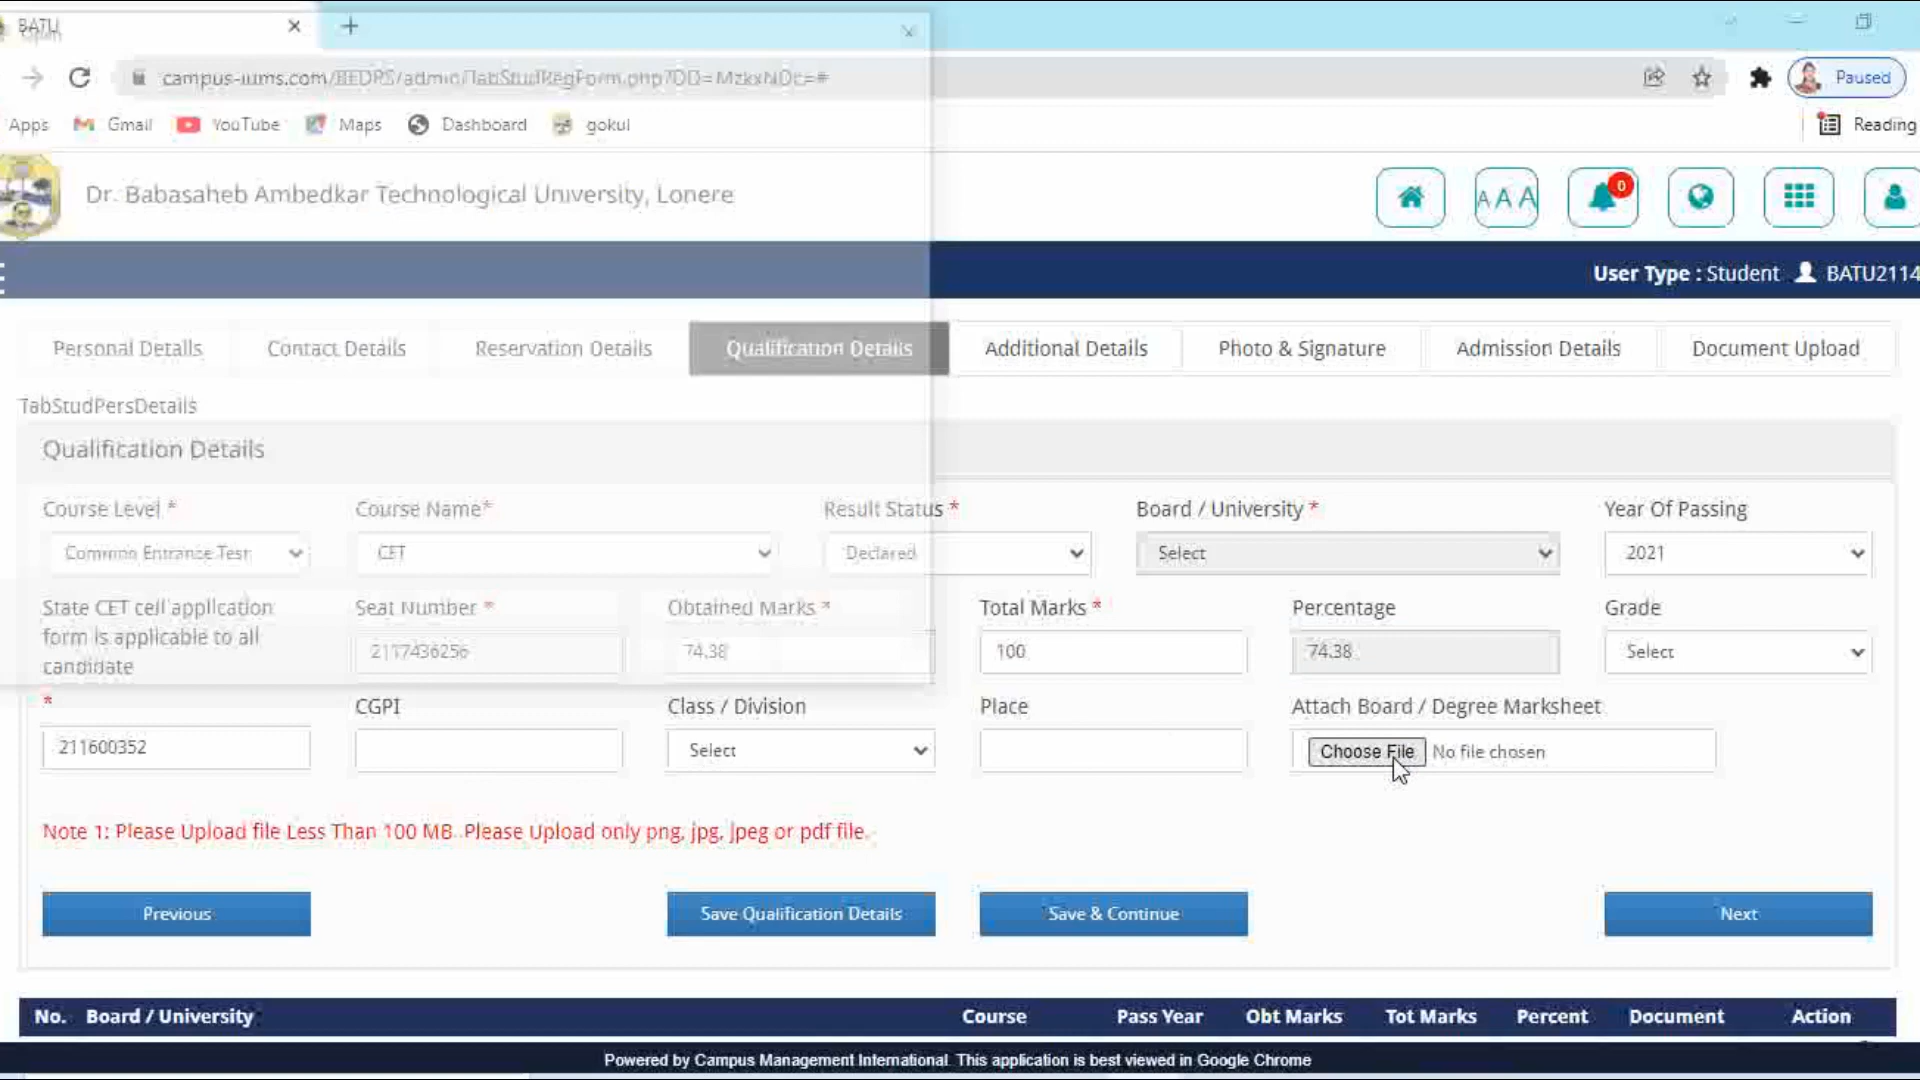 BATU
campus-iums.com/BEDRS/admin/TabStudRegForm.php?DD=MzkxNDc=#
Paused
Apps Gmail YouTube Maps Dashboard gokul
Reading
Dr. Babasaheb Ambedkar Technological University, Lonere
A A A
0
User Type : Student BATU2114
Personal Details Contact Details Reservation Details Qualification Details Additional Details Photo & Signature Admission Details Document Upload
TabStudPersDetails
Qualification Details
Course Level * Course Name* Result Status * Board / University * Year Of Passing
Common Entrance Test CET Declared Select 2021
State CET cell application form is applicable to all candidate
*
Seat Number * Obtained Marks * Total Marks * Percentage Grade
2117436256 74.38 100 74.38 Select
CGPI Class / Division Place Attach Board / Degree Marksheet
211600352 Select Choose File No file chosen
Note 1: Please Upload file Less Than 100 MB. Please Upload only png, jpg, jpeg or pdf file.
Previous Save Qualification Details Save & Continue Next
No. Board / University Course Pass Year Obt Marks Tot Marks Percent Document Action
Powered by Campus Management International. This application is best viewed in Google Chrome